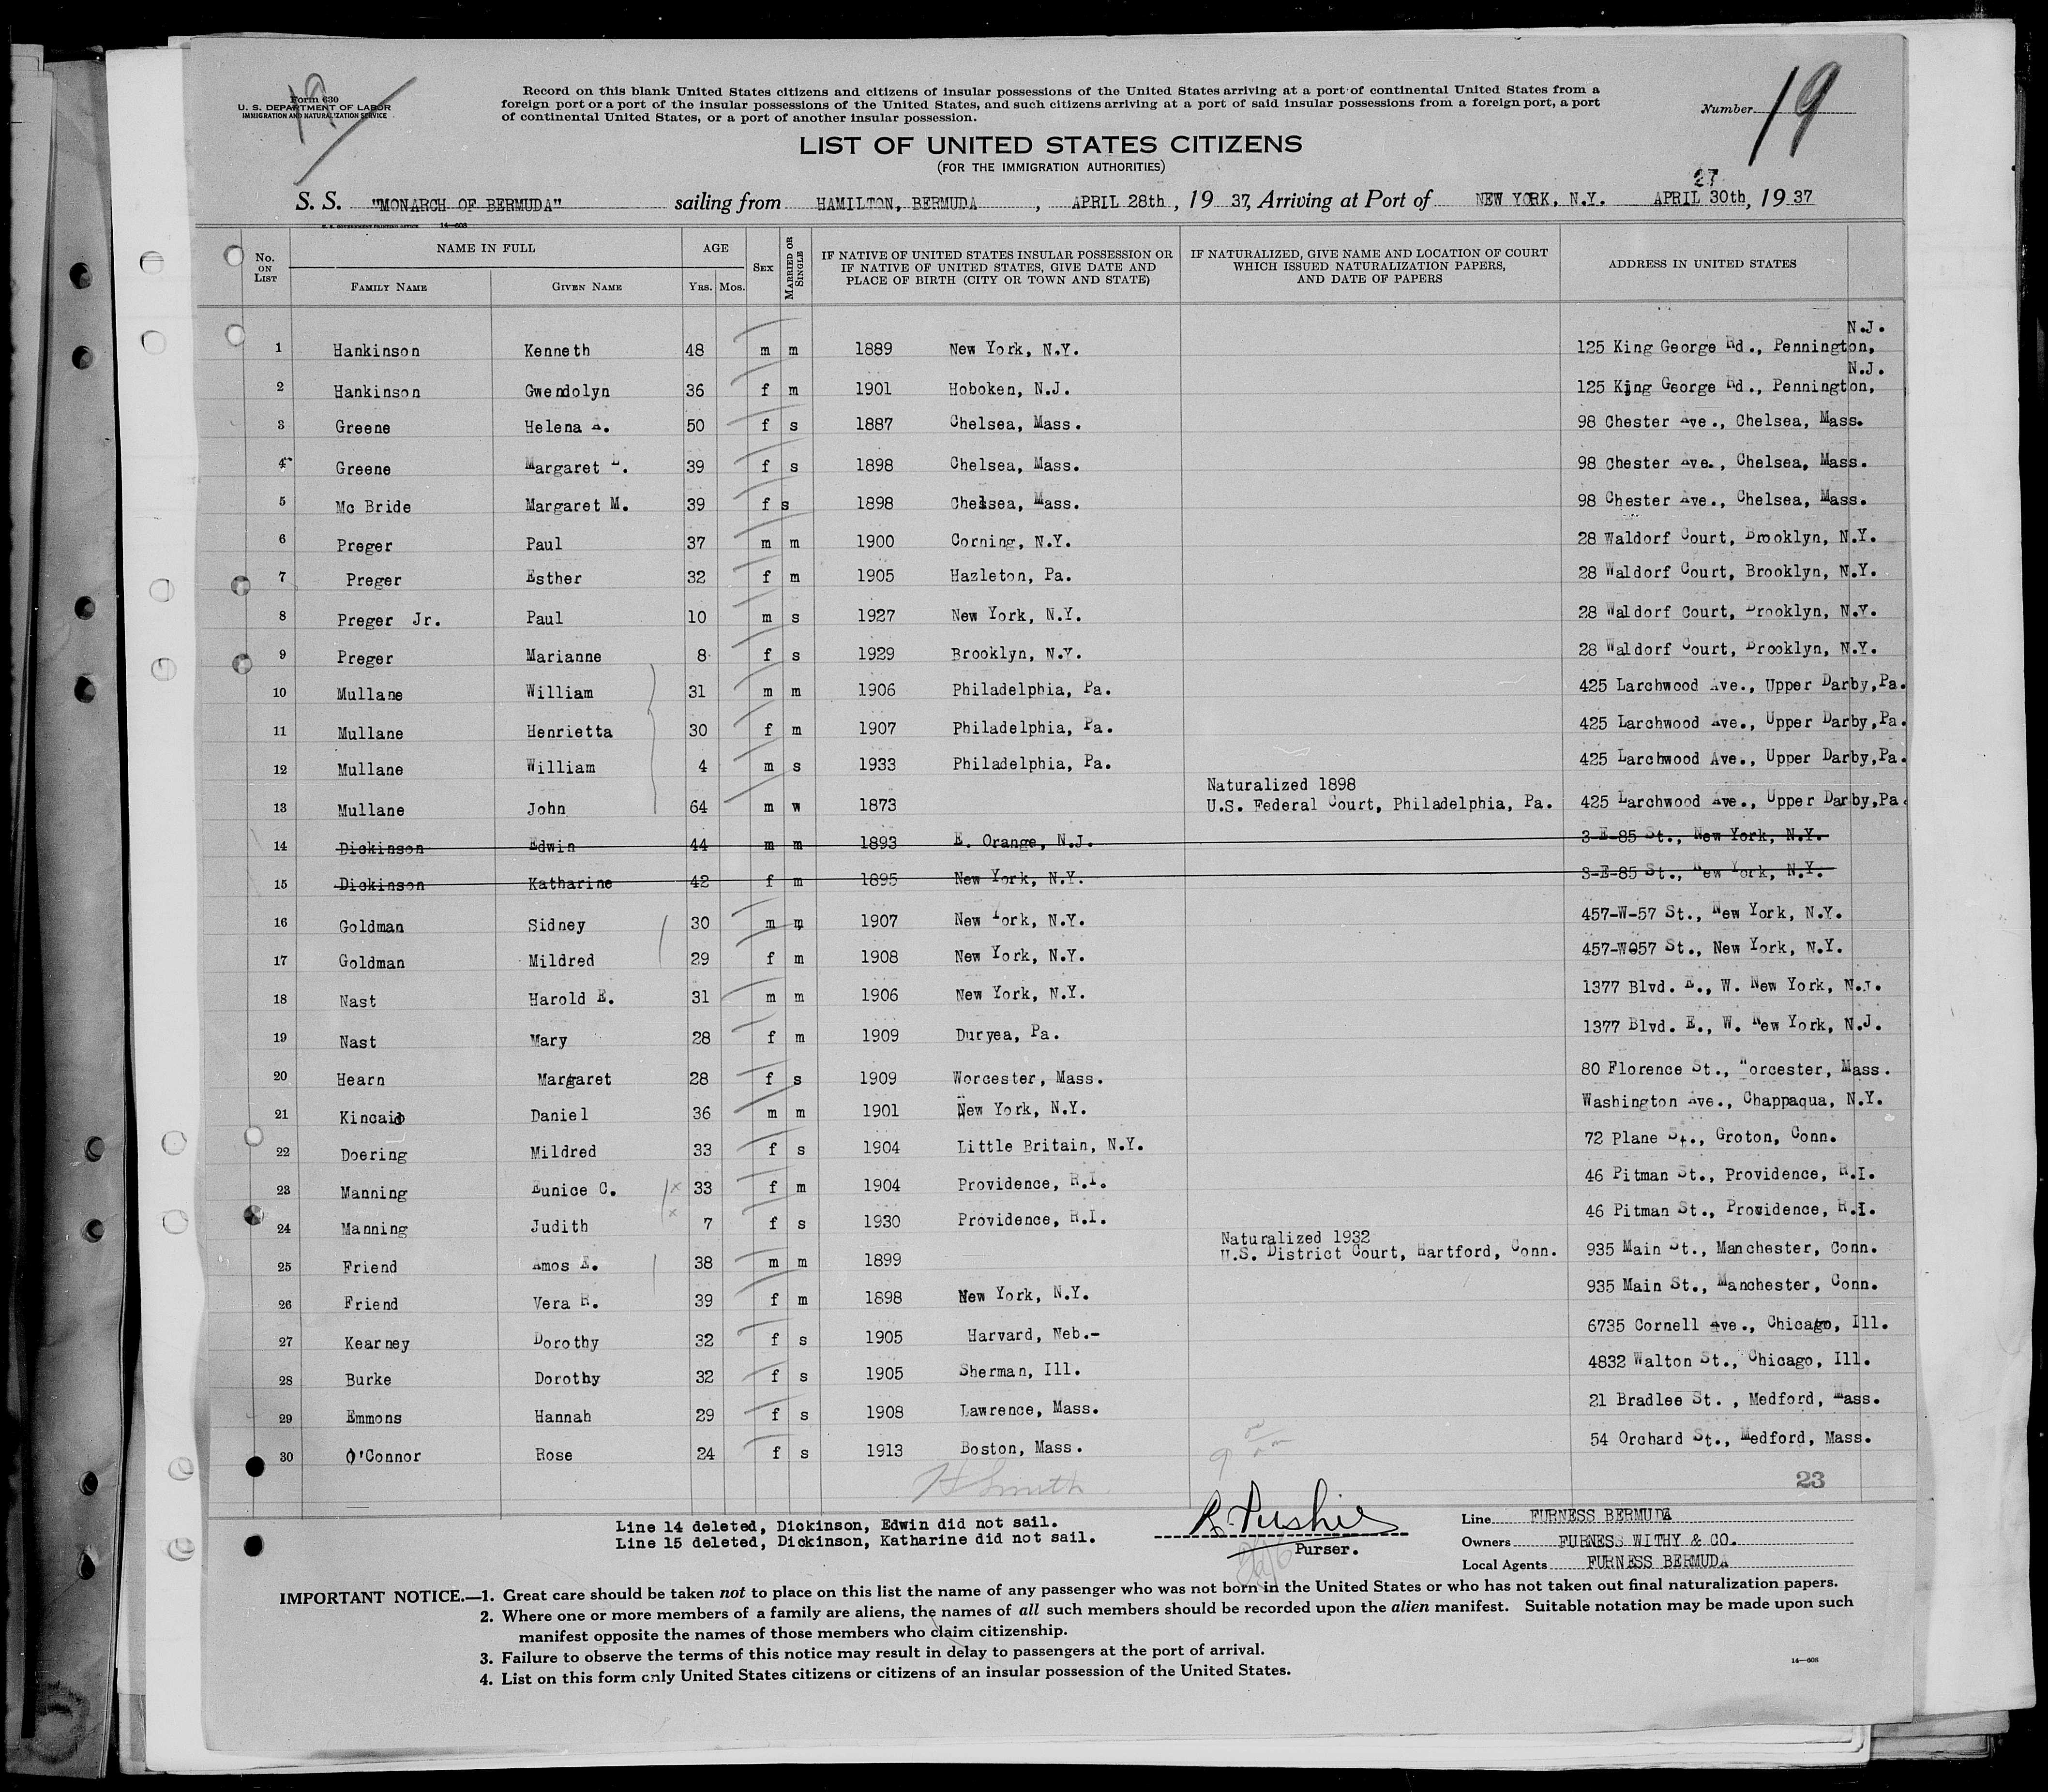 19
Form 630
U. S. DEPARTMENT OF LABOR
IMMIGRATION AND NATURALIZATION SERVICE
Record on this blank United States citizens and citizens of insular possessions of the United States arriving at a port of continental United States from a
foreign port or a port of the insular possessions of the United States, and such citizens arriving at a port of said insular possessions from a foreign port, a port
of continental United States, or a port of another insular possession.
Number 19
LIST OF UNITED STATES CITIZENS
(FOR THE IMMIGRATION AUTHORITIES)
27
S. S. "MONARCH OF BERMUDA" sailing from HAMILTON, BERMUDA, APRIL 28th, 19 37, Arriving at Port of NEW YORK, N.Y. APRIL 30th, 19 37
U. S. GOVERNMENT PRINTING OFFICE 14—608
No. ON LIST NAME IN FULL FAMILY NAME GIVEN NAME AGE YRS. MOS. SEX MARRIED OR SINGLE IF NATIVE OF UNITED STATES INSULAR POSSESSION OR IF NATIVE OF UNITED STATES, GIVE DATE AND PLACE OF BIRTH (CITY OR TOWN AND STATE) IF NATURALIZED, GIVE NAME AND LOCATION OF COURT WHICH ISSUED NATURALIZATION PAPERS, AND DATE OF PAPERS ADDRESS IN UNITED STATES
1 Hankinson Kenneth 48 m m 1889 New York, N.Y. 125 King George Rd., Pennington, N.J.
2 Hankinson Gwendolyn 36 f m 1901 Hoboken, N.J. 125 King George Rd., Pennington, N.J.
3 Greene Helena A. 50 f s 1887 Chelsea, Mass. 98 Chester Ave., Chelsea, Mass.
4 Greene Margaret L. 39 f s 1898 Chelsea, Mass. 98 Chester Ave., Chelsea, Mass.
5 Mc Bride Margaret M. 39 f s 1898 Chelsea, Mass. 98 Chester Ave., Chelsea, Mass.
6 Preger Paul 37 m m 1900 Corning, N.Y. 28 Waldorf Court, Brooklyn, N.Y.
7 Preger Esther 32 f m 1905 Hazleton, Pa. 28 Waldorf Court, Brooklyn, N.Y.
8 Preger Jr. Paul 10 m s 1927 New York, N.Y. 28 Waldorf Court, Brooklyn, N.Y.
9 Preger Marianne 8 f s 1929 Brooklyn, N.Y. 28 Waldorf Court, Brooklyn, N.Y.
10 Mullane William 31 m m 1906 Philadelphia, Pa. 425 Larchwood Ave., Upper Darby, Pa.
11 Mullane Henrietta 30 f m 1907 Philadelphia, Pa. 425 Larchwood Ave., Upper Darby, Pa.
12 Mullane William 4 m s 1933 Philadelphia, Pa. 425 Larchwood Ave., Upper Darby, Pa.
13 Mullane John 64 m w 1873 Naturalized 1898 U.S. Federal Court, Philadelphia, Pa. 425 Larchwood Ave., Upper Darby, Pa.
14 Dickinson Edwin 44 m m 1893 E. Orange, N.J. 3-E-85 St., New York, N.Y.
15 Dickinson Katharine 42 f m 1895 New York, N.Y. 3-E-85 St., New York, N.Y.
16 Goldman Sidney 30 m m 1907 New York, N.Y. 457-W-57 St., New York, N.Y.
17 Goldman Mildred 29 f m 1908 New York, N.Y. 457-W057 St., New York, N.Y.
18 Nast Harold E. 31 m m 1906 New York, N.Y. 1377 Blvd. E., W. New York, N.J.
19 Nast Mary 28 f m 1909 Duryea, Pa. 1377 Blvd. E., W. New York, N.J.
20 Hearn Margaret 28 f s 1909 Worcester, Mass. 80 Florence St., Worcester, Mass.
21 Kincaid Daniel 36 m m 1901 New York, N.Y. Washington Ave., Chappaqua, N.Y.
22 Doering Mildred 33 f s 1904 Little Britain, N.Y. 72 Plane St., Groton, Conn.
23 Manning Eunice C. x 33 f m 1904 Providence, R.I. 46 Pitman St., Providence, R.I.
24 Manning Judith x 7 f s 1930 Providence, R.I. 46 Pitman St., Providence, R.I.
25 Friend Amos E. 38 m m 1899 Naturalized 1932 U.S. District Court, Hartford, Conn. 935 Main St., Manchester, Conn.
26 Friend Vera R. 39 f m 1898 New York, N.Y. 935 Main St., Manchester, Conn.
27 Kearney Dorothy 32 f s 1905 Harvard, Neb.- 6735 Cornell Ave., Chicago, Ill.
28 Burke Dorothy 32 f s 1905 Sherman, Ill. 4832 Walton St., Chicago, Ill.
29 Emmons Hannah 29 f s 1908 Lawrence, Mass. 21 Bradlee St., Medford, Mass.
30 O'Connor Rose 24 f s 1913 Boston, Mass. 54 Orchard St., Medford, Mass.
H Smith
23
Line 14 deleted, Dickinson, Edwin did not sail.
Line 15 deleted, Dickinson, Katharine did not sail.
Purser.
Line FURNESS BERMUDA
Owners FURNESS WITHY & CO.
Local Agents FURNESS BERMUDA
IMPORTANT NOTICE.—1. Great care should be taken not to place on this list the name of any passenger who was not born in the United States or who has not taken out final naturalization papers.
2. Where one or more members of a family are aliens, the names of all such members should be recorded upon the alien manifest. Suitable notation may be made upon such
manifest opposite the names of those members who claim citizenship.
3. Failure to observe the terms of this notice may result in delay to passengers at the port of arrival.
4. List on this form only United States citizens or citizens of an insular possession of the United States.
14—608